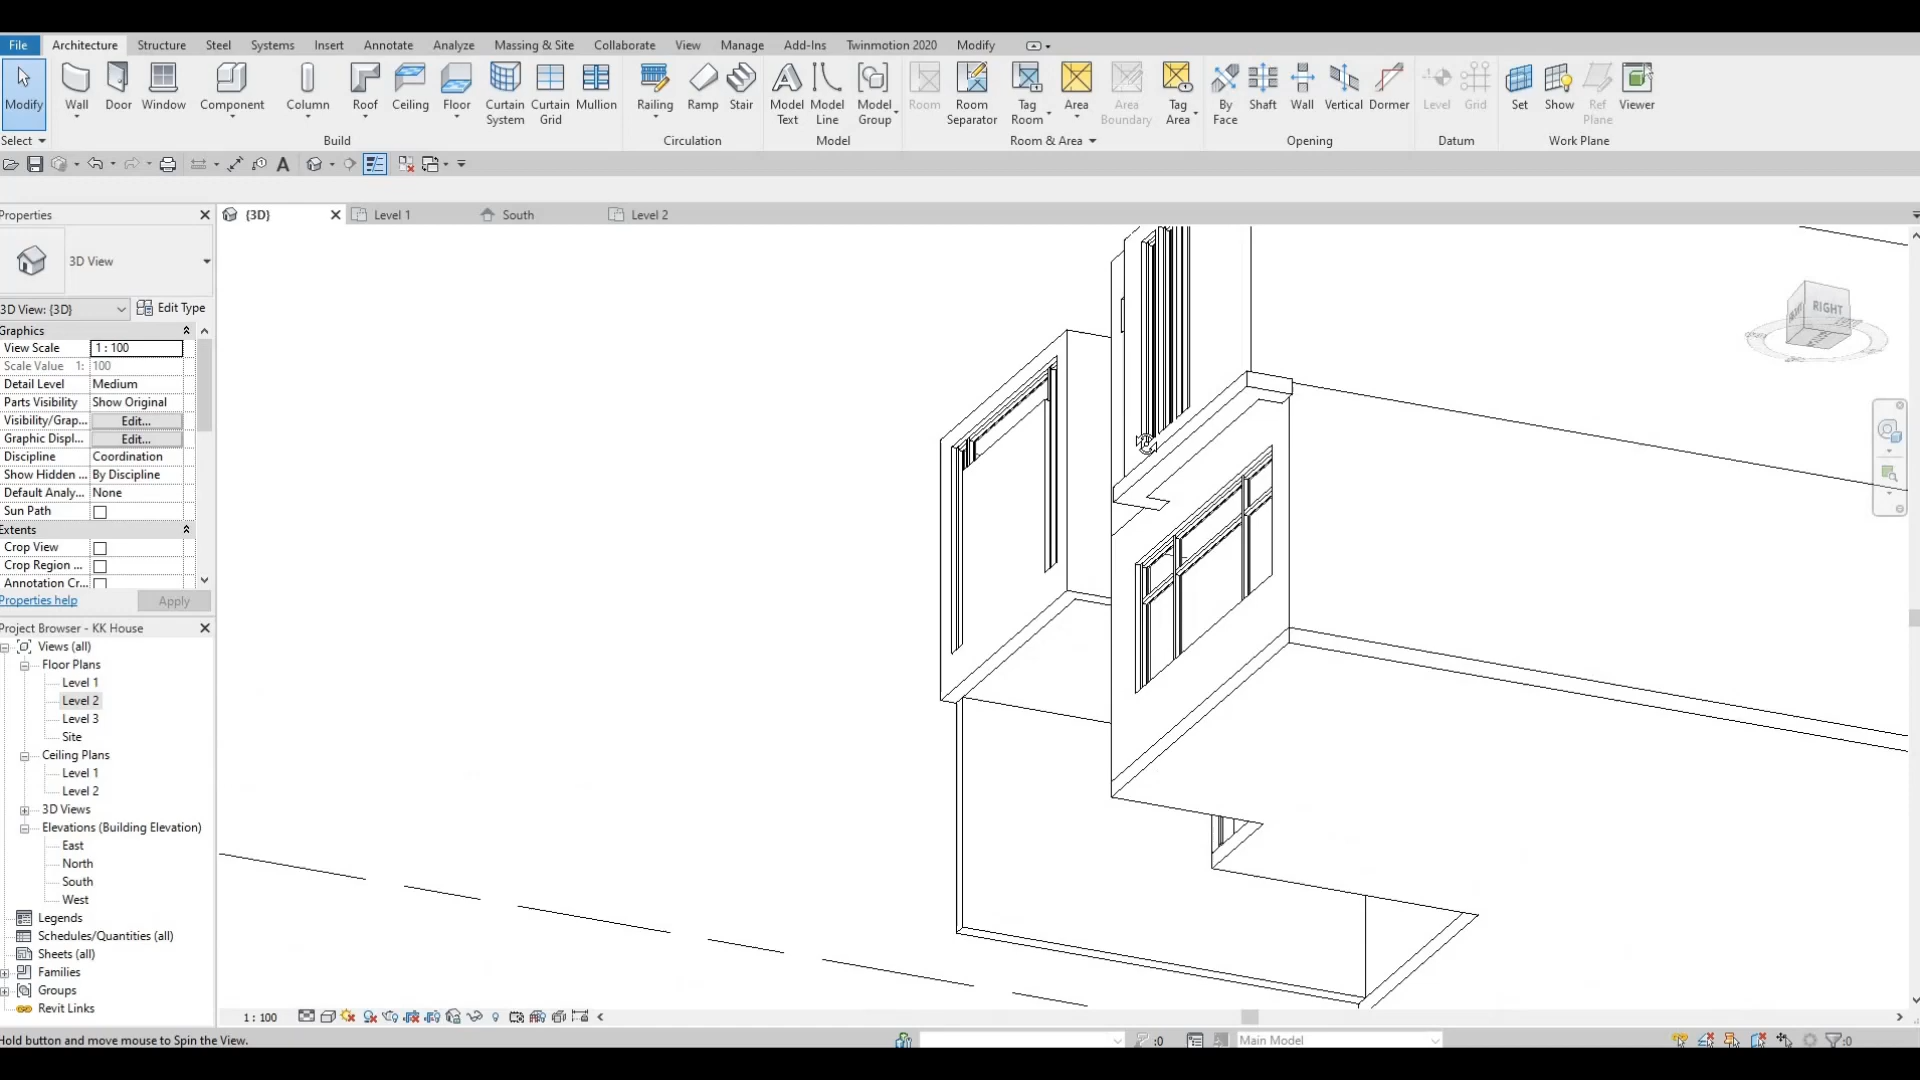 File Architecture Structure Steel Systems Insert Annotate Analyze Massing & Site Collaborate View Manage Add-Ins Twinmotion 2020 Modify
Modify Wall Door Window Component Column Roof Ceiling Floor Curtain System Curtain Grid Mullion Railing Ramp Stair Model Text Model Line Model Group Room Room Separator Tag Room Area Area Boundary Tag Area By Face Shaft Wall Vertical Dormer Level Grid Set Show Ref Plane Viewer
Select Build Circulation Model Room & Area Opening Datum Work Plane
Properties
{3D} Level 1 South Level 2
3D View
3D View: {3D} Edit Type
Graphics
View Scale 1 : 100
Scale Value 1: 100
Detail Level Medium
Parts Visibility Show Original
Visibility/Grap... Edit...
Graphic Displ... Edit...
Discipline Coordination
Show Hidden ... By Discipline
Default Analy... None
Sun Path
Extents
Crop View
Crop Region ...
Annotation Cr...
Properties help Apply
Project Browser - KK House
Views (all)
Floor Plans
Level 1
Level 2
Level 3
Site
Ceiling Plans
Level 1
Level 2
3D Views
Elevations (Building Elevation)
East
North
South
West
Legends
Schedules/Quantities (all)
Sheets (all)
Families
Groups
Revit Links
RIGHT
1 : 100
Hold button and move mouse to Spin the View.
:0
Main Model
:0